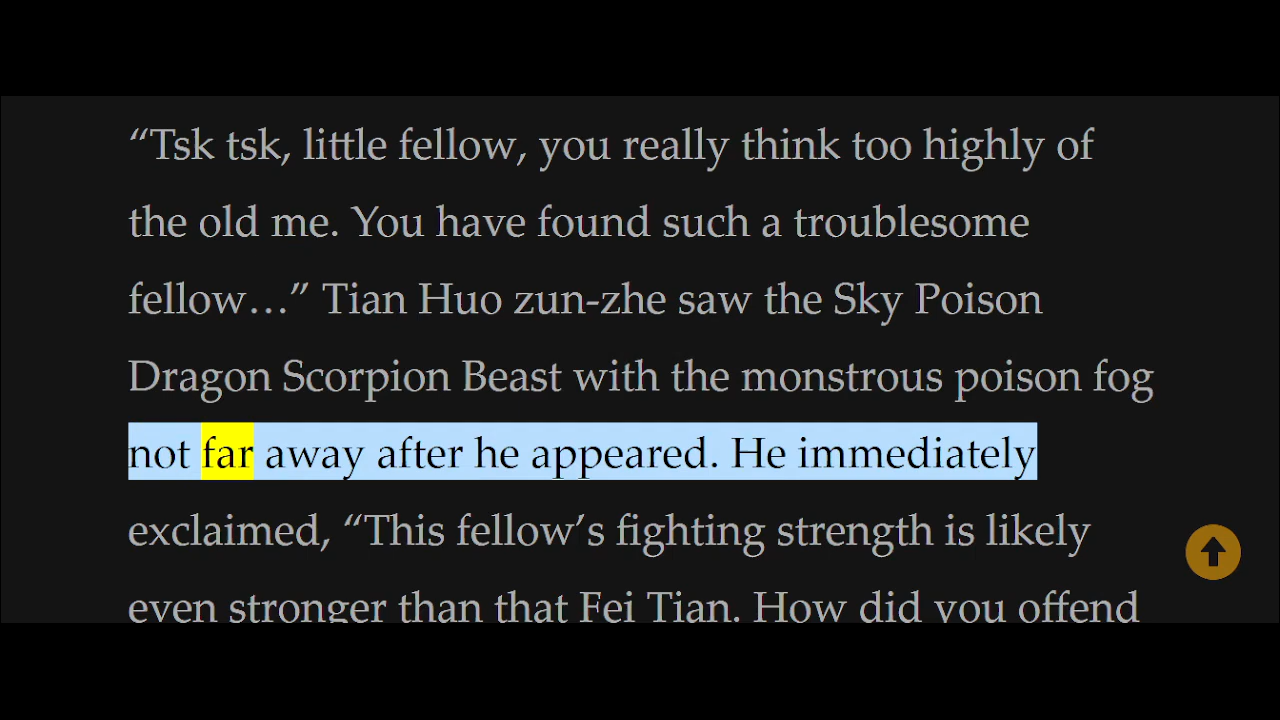 “Tsk tsk, little fellow, you really think too highly of
the old me. You have found such a troublesome
fellow…” Tian Huo zun-zhe saw the Sky Poison
Dragon Scorpion Beast with the monstrous poison fog
not far away after he appeared. He immediately
exclaimed, “This fellow’s fighting strength is likely
even stronger than that Fei Tian. How did you offend